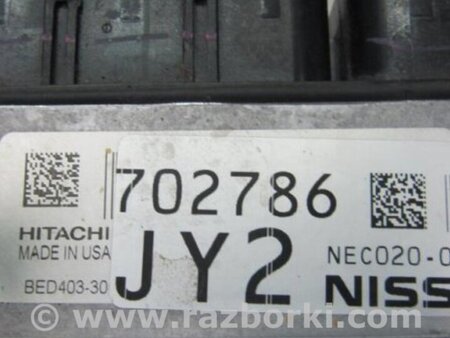 702786
HITACHI
MADE IN USA
BED403-30
JY2
NEC020-0
NISS
www.razborki.com